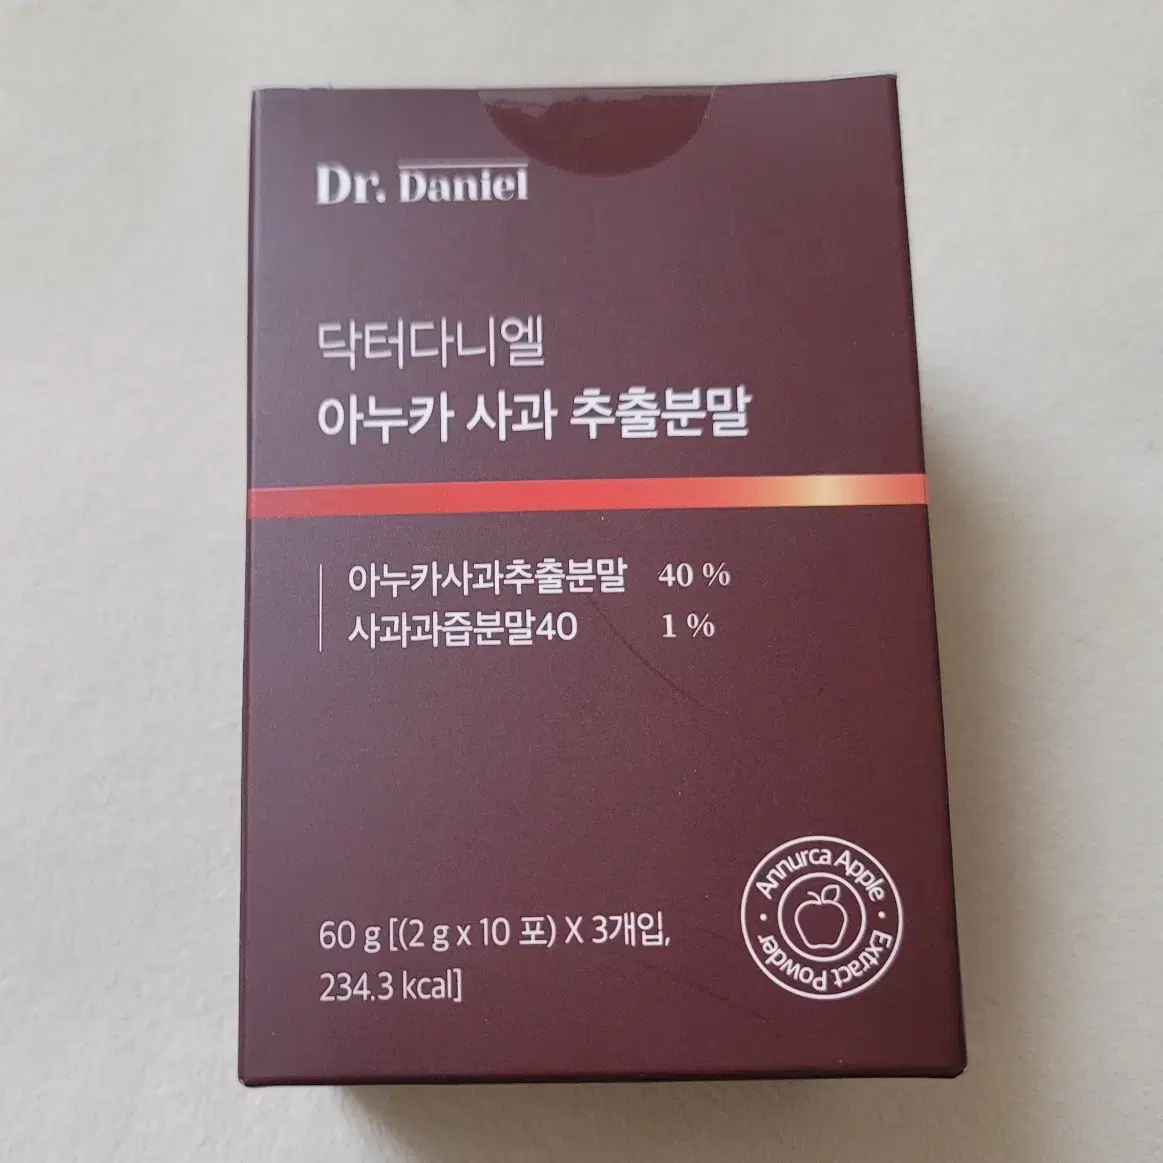 Dr. Daniel
닥터다니엘
아누카 사과 추출분말
아누카사과추출분말 40 %
사과과즙분말40 1 %
60 g [(2 g x 10 포) X 3개입,
234.3 kcal]
Annurca Apple · Extract Powder ·